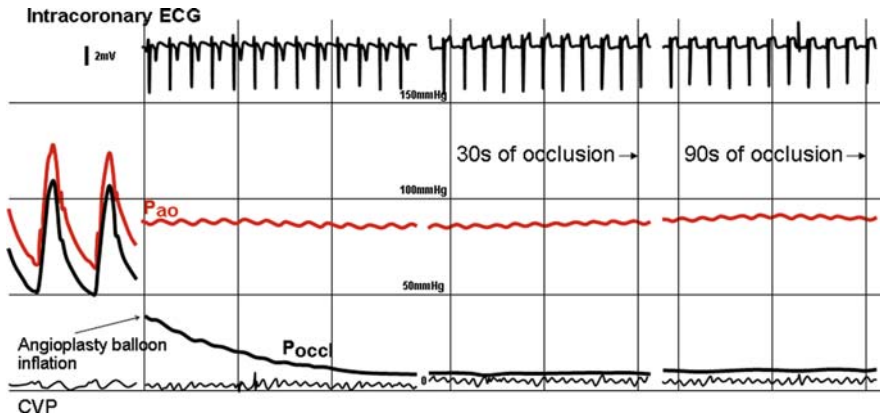 Intracoronary ECG
2mV
150mmHg
30s of occlusion
90s of occlusion
100mmHg
Pao
50mmHg
Angioplasty balloon
inflation
Poccl
0
CVP